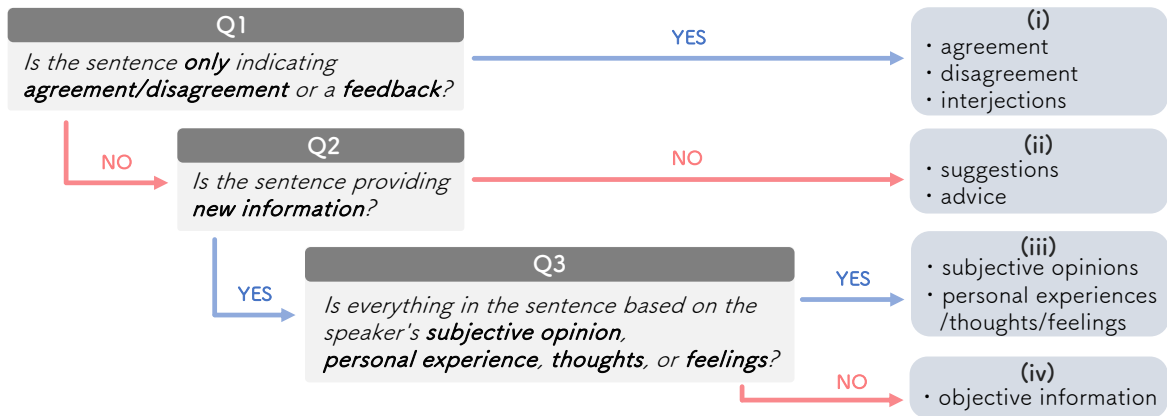 Q1
Is the sentence only indicating
agreement/disagreement or a feedback?
YES
(i)
・agreement
・disagreement
・interjections
NO
Q2
Is the sentence providing
new information?
NO
(ii)
・suggestions
・advice
YES
Q3
Is everything in the sentence based on the
speaker's subjective opinion,
personal experience, thoughts, or feelings?
YES
(iii)
・subjective opinions
・personal experiences
/thoughts/feelings
NO
(iv)
・objective information